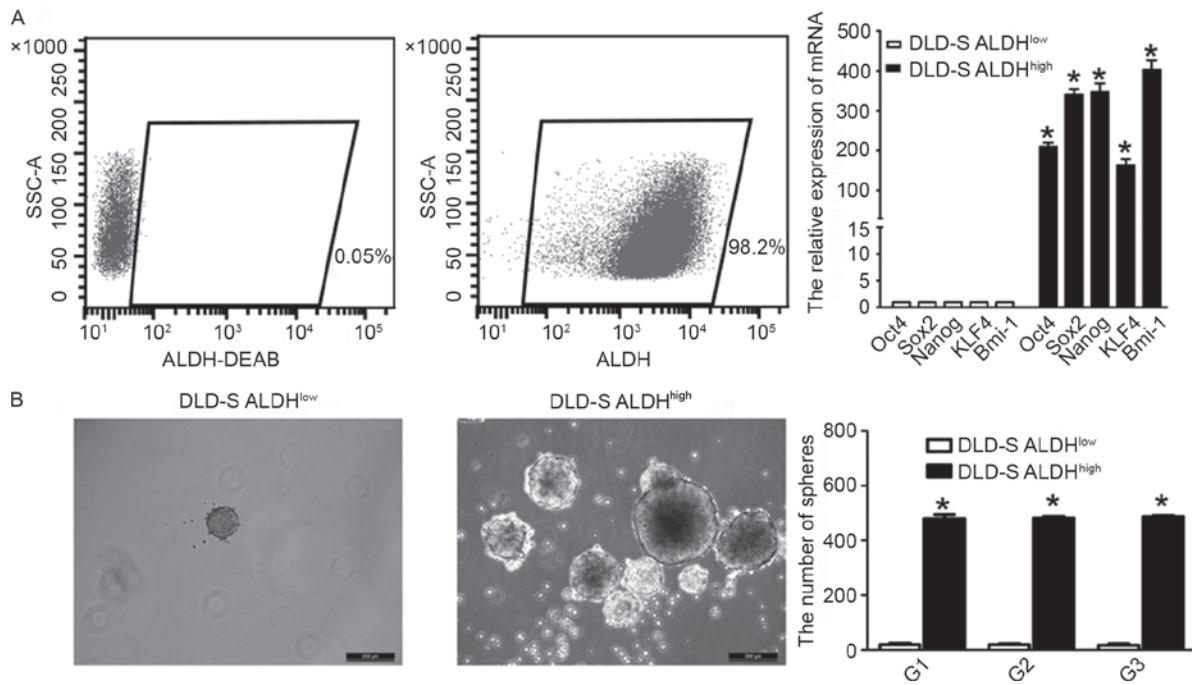 A
×1000
250
200
150
100
50
0
SSC-A
0.05%
10¹ 10² 10³ 10⁴ 10⁵
ALDH-DEAB
×1000
250
200
150
100
50
0
SSC-A
98.2%
10¹ 10² 10³ 10⁴ 10⁵
ALDH
The relative expression of mRNA
500
400
300
200
100
15
10
5
0
DLD-S ALDHˡᵒʷ
DLD-S ALDHʰⁱᵍʰ
* * * * *
Oct4 Sox2 Nanog KLF4 Bmi-1 Oct4 Sox2 Nanog KLF4 Bmi-1
B
DLD-S ALDHˡᵒʷ
DLD-S ALDHʰⁱᵍʰ
The number of spheres
800
600
400
200
0
DLD-S ALDHˡᵒʷ
DLD-S ALDHʰⁱᵍʰ
* * *
G1 G2 G3